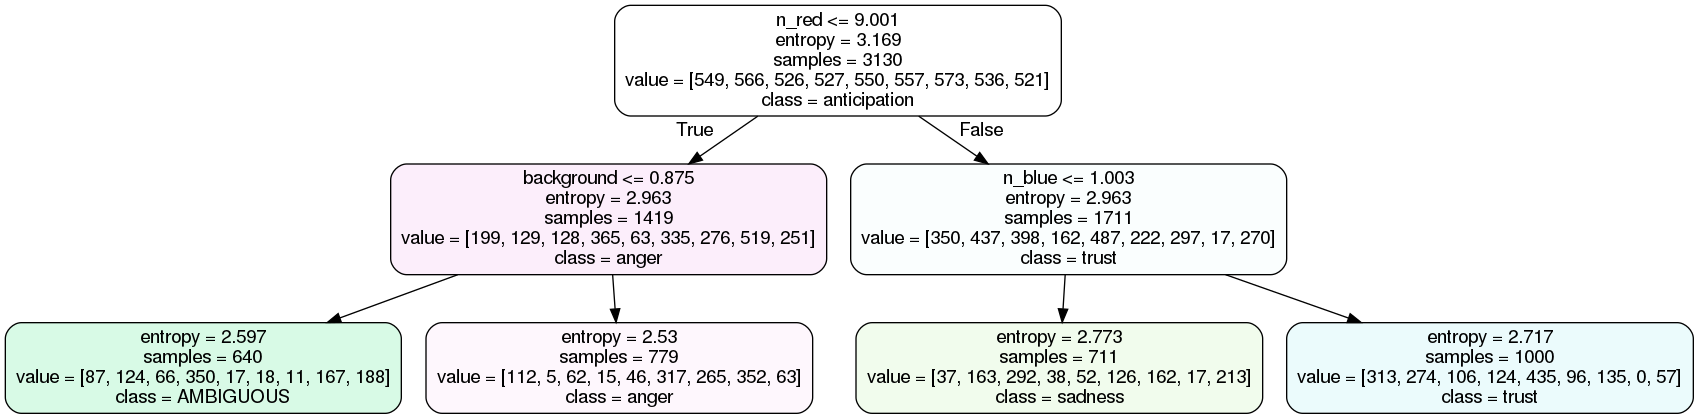 n_red <= 9.001
entropy = 3.169
samples = 3130
value = [549, 566, 526, 527, 550, 557, 573, 536, 521]
class = anticipation
True
False
background <= 0.875
entropy = 2.963
samples = 1419
value = [199, 129, 128, 365, 63, 335, 276, 519, 251]
class = anger
n_blue <= 1.003
entropy = 2.963
samples = 1711
value = [350, 437, 398, 162, 487, 222, 297, 17, 270]
class = trust
entropy = 2.597
samples = 640
value = [87, 124, 66, 350, 17, 18, 11, 167, 188]
class = AMBIGUOUS
entropy = 2.53
samples = 779
value = [112, 5, 62, 15, 46, 317, 265, 352, 63]
class = anger
entropy = 2.773
samples = 711
value = [37, 163, 292, 38, 52, 126, 162, 17, 213]
class = sadness
entropy = 2.717
samples = 1000
value = [313, 274, 106, 124, 435, 96, 135, 0, 57]
class = trust